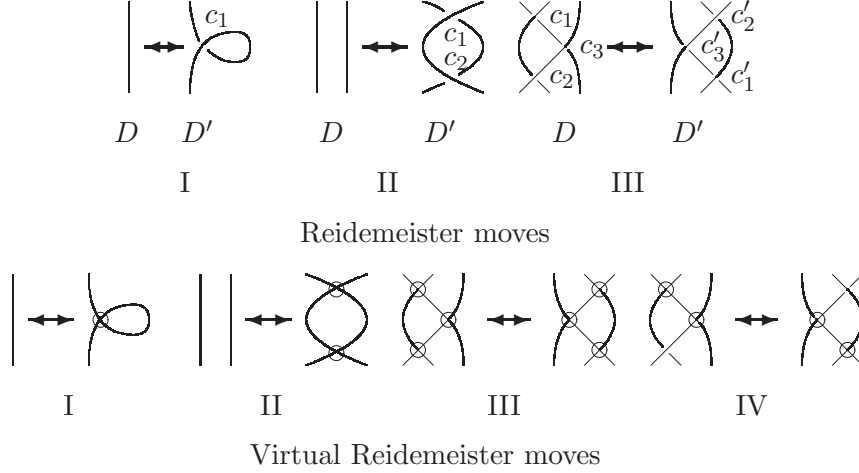 c₁ c₁ c₂ c₁ c₂ c₃ c′₂ c′₃ c′₁
D D′ D D′ D D′
I II III
Reidemeister moves
I II III IV
Virtual Reidemeister moves